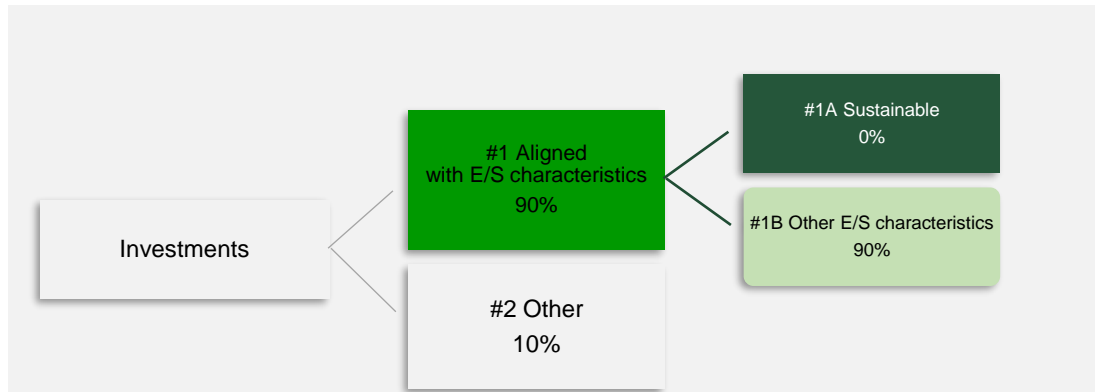 Investments
#1 Aligned
with E/S characteristics
90%
#2 Other
10%
#1A Sustainable
0%
#1B Other E/S characteristics
90%